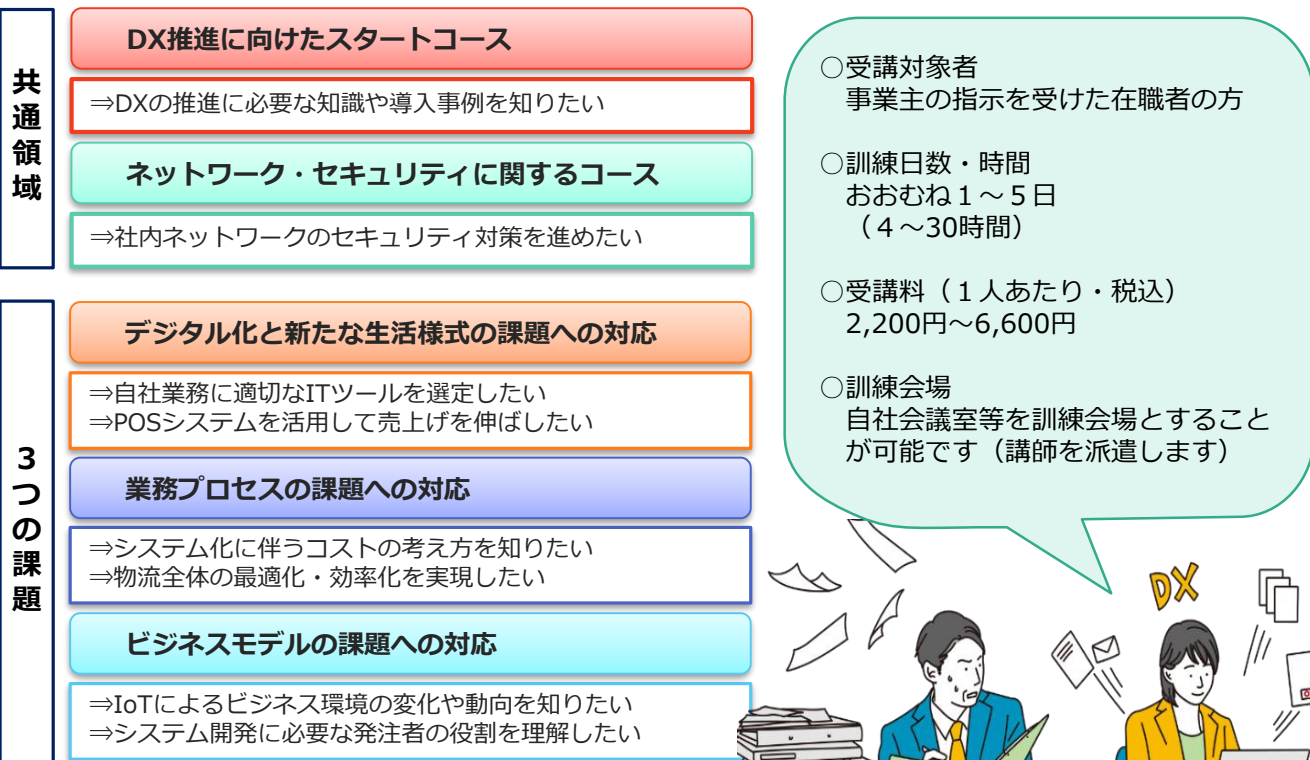 共通領域
DX推進に向けたスタートコース
⇒DXの推進に必要な知識や導入事例を知りたい
ネットワーク・セキュリティに関するコース
⇒社内ネットワークのセキュリティ対策を進めたい
3つの課題
デジタル化と新たな生活様式の課題への対応
⇒自社業務に適切なITツールを選定したい
⇒POSシステムを活用して売上げを伸ばしたい
業務プロセスの課題への対応
⇒システム化に伴うコストの考え方を知りたい
⇒物流全体の最適化・効率化を実現したい
ビジネスモデルの課題への対応
⇒IoTによるビジネス環境の変化や動向を知りたい
⇒システム開発に必要な発注者の役割を理解したい
○受講対象者
事業主の指示を受けた在職者の方
○訓練日数・時間
おおむね１～５日
（４～30時間）
○受講料（１人あたり・税込）
2,200円～6,600円
○訓練会場
自社会議室等を訓練会場とすること
が可能です（講師を派遣します）
DX